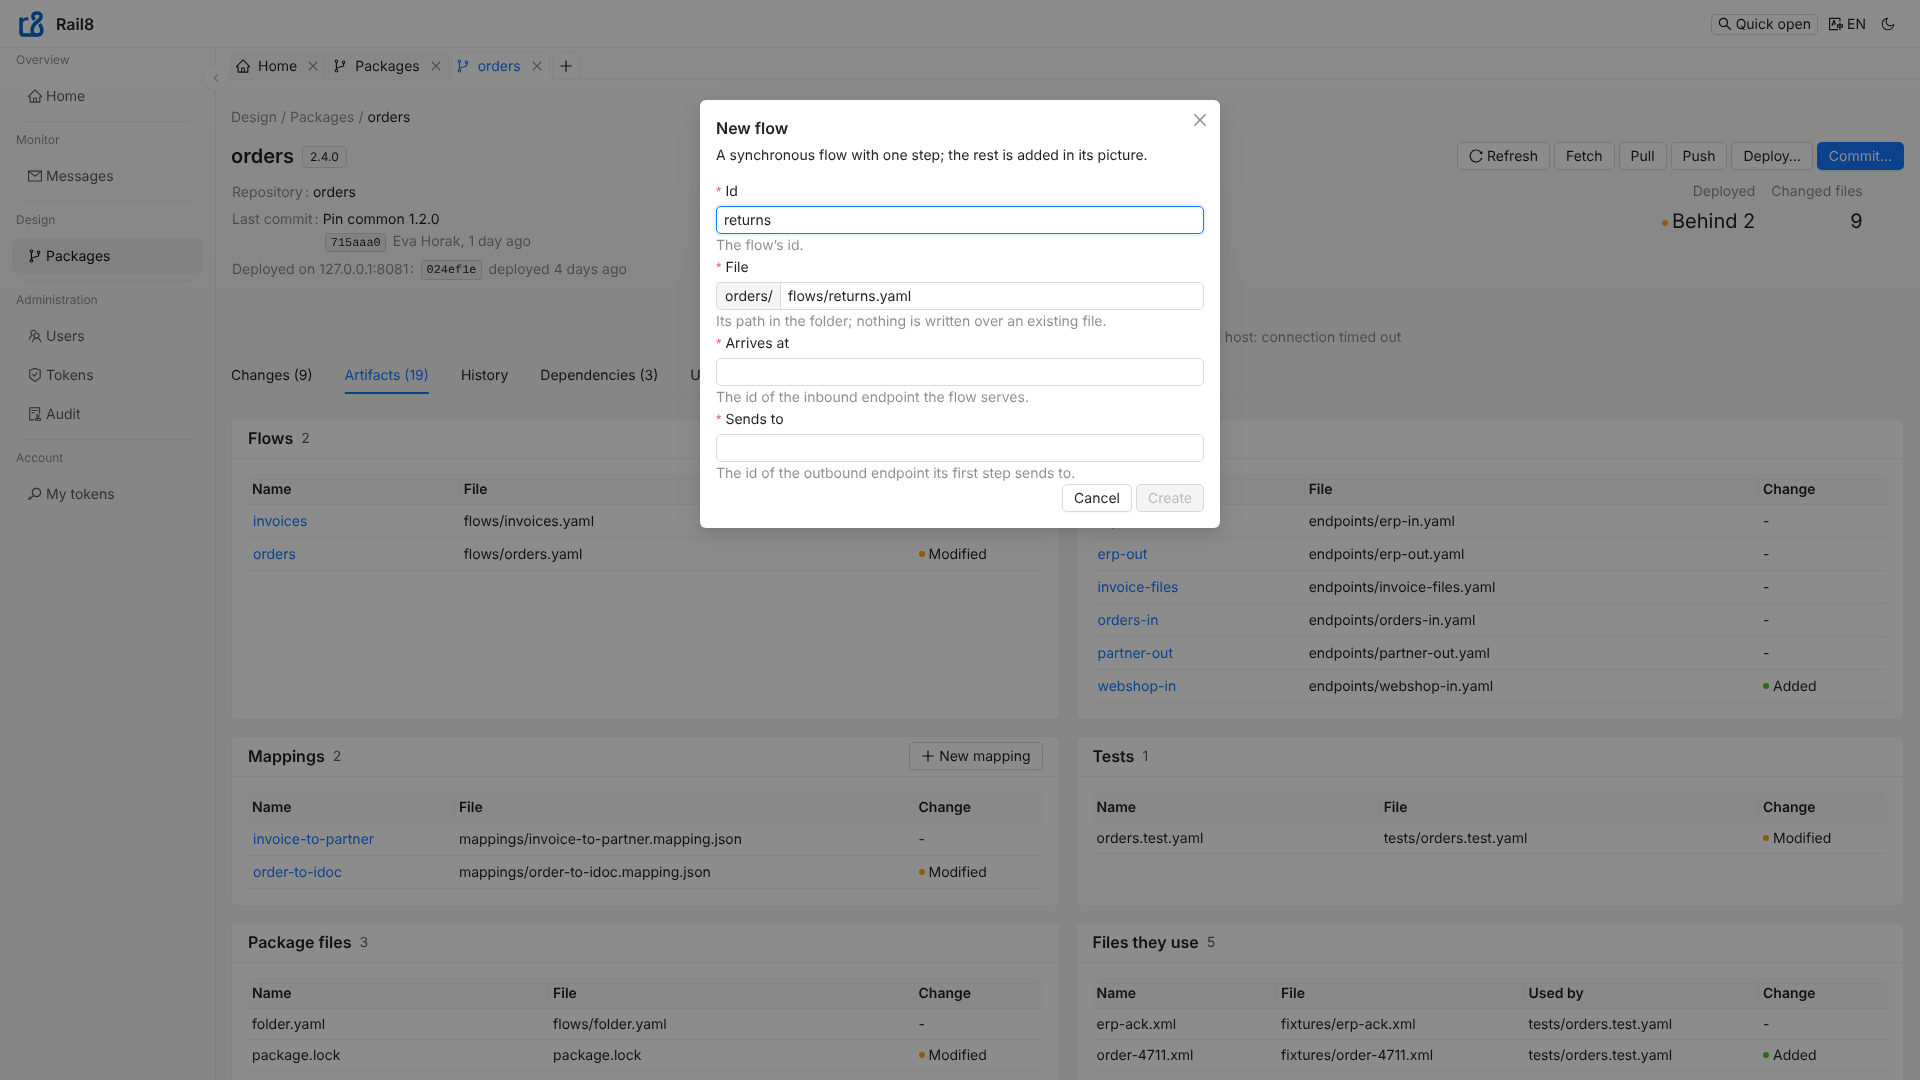 Rail8
Quick open
EN
Overview
Home
Monitor
Messages
Design
Packages
Administration
Users
Tokens
Audit
Account
My tokens
Home
Packages
orders
Design / Packages / orders
orders 2.4.0
Refresh
Fetch
Pull
Push
Deploy...
Commit...
Repository: orders
Last commit: Pin common 1.2.0
715aaa0 Eva Horak, 1 day ago
Deployed on 127.0.0.1:8081: 024ef1e deployed 4 days ago
Deployed
Behind 2
Changed files
9
host: connection timed out
Changes (9)
Artifacts (19)
History
Dependencies (3)
U
New flow
A synchronous flow with one step; the rest is added in its picture.
* Id
returns
The flow's id.
* File
orders/ flows/returns.yaml
Its path in the folder; nothing is written over an existing file.
* Arrives at
The id of the inbound endpoint the flow serves.
* Sends to
The id of the outbound endpoint its first step sends to.
Cancel
Create
Flows 2
Name File
invoices flows/invoices.yaml
orders flows/orders.yaml Modified
File Change
endpoints/erp-in.yaml -
erp-out endpoints/erp-out.yaml -
invoice-files endpoints/invoice-files.yaml -
orders-in endpoints/orders-in.yaml -
partner-out endpoints/partner-out.yaml -
webshop-in endpoints/webshop-in.yaml Added
Mappings 2
New mapping
Name File Change
invoice-to-partner mappings/invoice-to-partner.mapping.json -
order-to-idoc mappings/order-to-idoc.mapping.json Modified
Tests 1
Name File Change
orders.test.yaml tests/orders.test.yaml Modified
Package files 3
Name File Change
folder.yaml flows/folder.yaml -
package.lock package.lock Modified
Files they use 5
Name File Used by Change
erp-ack.xml fixtures/erp-ack.xml tests/orders.test.yaml -
order-4711.xml fixtures/order-4711.xml tests/orders.test.yaml Added